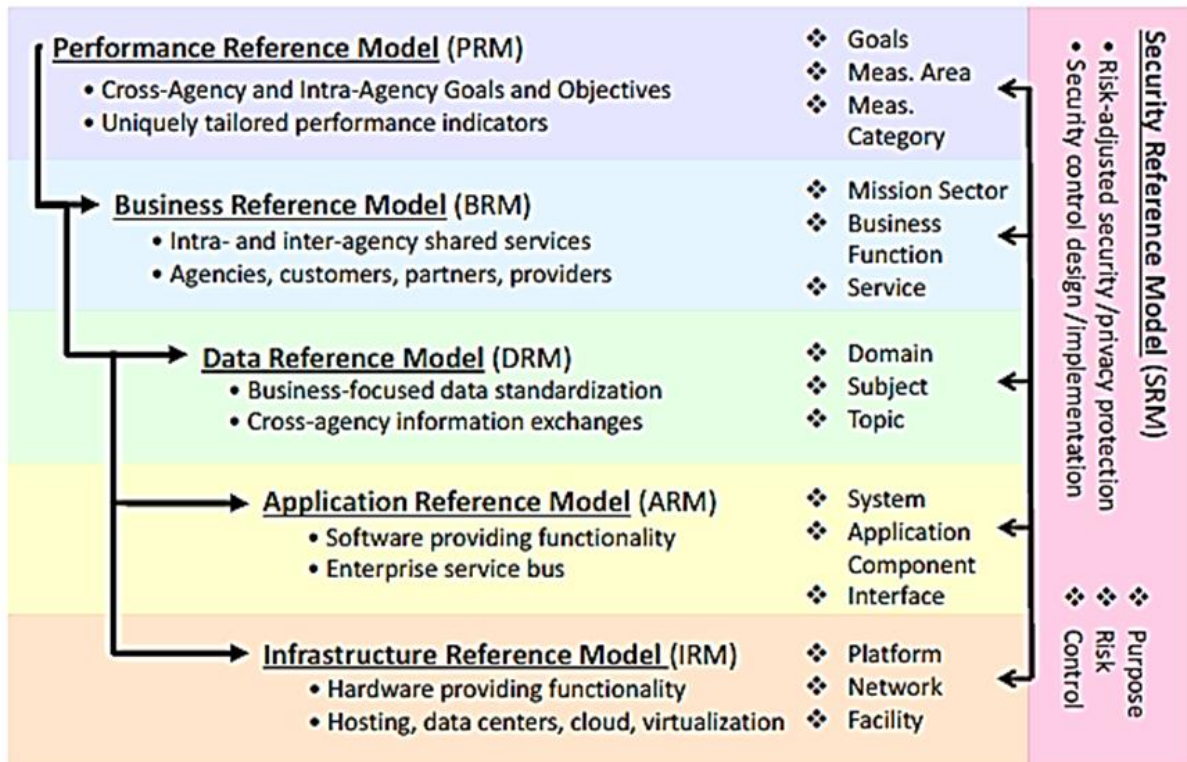 Performance Reference Model (PRM)
• Cross-Agency and Intra-Agency Goals and Objectives
• Uniquely tailored performance indicators
❖ Goals
❖ Meas. Area
❖ Meas.
Category
Business Reference Model (BRM)
• Intra- and inter-agency shared services
• Agencies, customers, partners, providers
❖ Mission Sector
❖ Business
Function
❖ Service
Data Reference Model (DRM)
• Business-focused data standardization
• Cross-agency information exchanges
❖ Domain
❖ Subject
❖ Topic
Application Reference Model (ARM)
• Software providing functionality
• Enterprise service bus
❖ System
❖ Application
Component
❖ Interface
Infrastructure Reference Model (IRM)
• Hardware providing functionality
• Hosting, data centers, cloud, virtualization
❖ Platform
❖ Network
❖ Facility
Security Reference Model (SRM)
• Risk-adjusted security/privacy protection
• Security control design/implementation
❖ Purpose
❖ Risk
❖ Control